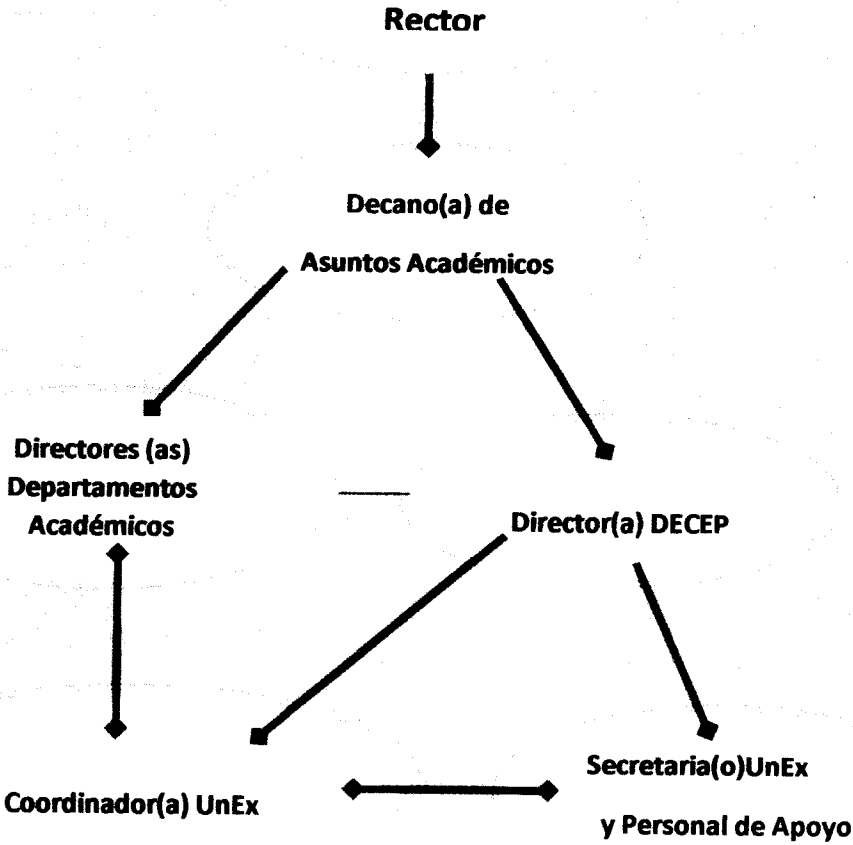 Rector
Decano(a) de
Asuntos Académicos
Directores (as)
Departamentos
Académicos
Director(a) DECEP
Coordinador(a) UnEx
Secretaria(o)UnEx
y Personal de Apoyo